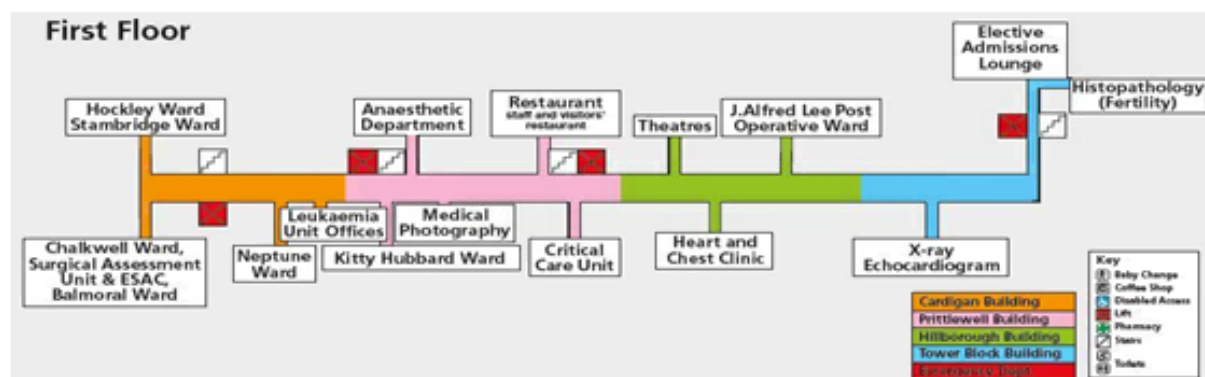 First Floor
Hockley Ward
Stambridge Ward
Anaesthetic
Department
Restaurant
staff and visitors'
restaurant
Theatres
J.Alfred Lee Post
Operative Ward
Elective
Admissions
Lounge
Histopathology
(Fertility)
Chalkwell Ward,
Surgical Assessment
Unit & ESAC,
Balmoral Ward
Neptune
Ward
Leukaemia
Unit Offices
Kitty Hubbard Ward
Medical
Photography
Critical
Care Unit
Heart and
Chest Clinic
X-ray
Echocardiogram
Cardigan Building
Prittlewell Building
Hillborough Building
Tower Block Building
Emergency Dept
Key
Baby Change
Coffee Shop
Disabled Access
Lift
Pharmacy
Stairs
Toilets